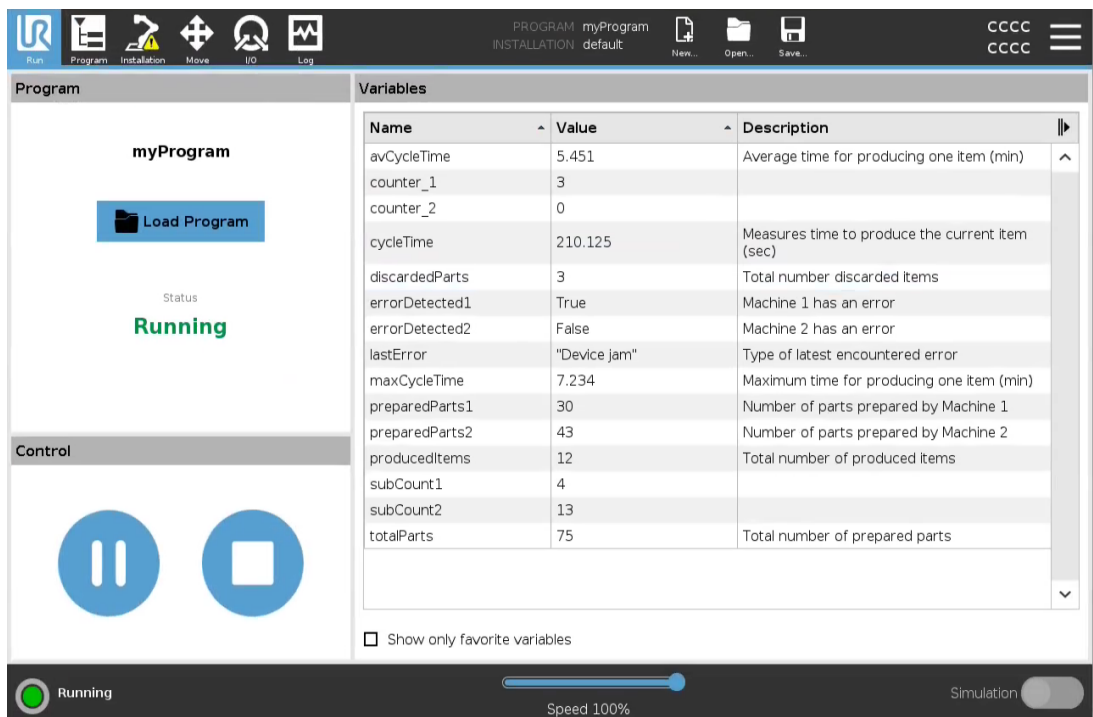 PROGRAM myProgram
INSTALLATION default
CCCC
CCCC
UR
Run
Program
Installation
Move
I/O
Log
New...
Open...
Save...
Program
myProgram
Load Program
Status
Running
Control
Variables
Name Value Description
avCycleTime 5.451 Average time for producing one item (min)
counter_1 3
counter_2 0
cycleTime 210.125 Measures time to produce the current item
(sec)
discardedParts 3 Total number discarded items
errorDetected1 True Machine 1 has an error
errorDetected2 False Machine 2 has an error
lastError "Device jam" Type of latest encountered error
maxCycleTime 7.234 Maximum time for producing one item (min)
preparedParts1 30 Number of parts prepared by Machine 1
preparedParts2 43 Number of parts prepared by Machine 2
producedItems 12 Total number of produced items
subCount1 4
subCount2 13
totalParts 75 Total number of prepared parts
Show only favorite variables
Running
Speed 100%
Simulation